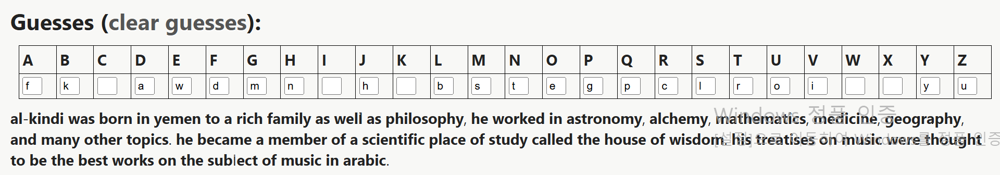 Guesses (clear guesses):
A B C D E F G H I J K L M N O P Q R S T U V W X Y Z
f k a w d m n h b s t e g p c l r o i y u
al-kindi was born in yemen to a rich family as well as philosophy, he worked in astronomy, alchemy, mathematics, medicine, geography,
and many other topics. he became a member of a scientific place of study called the house of wisdom. his treatises on music were thought
to be the best works on the subIect of music in arabic.
Windows 정품 인증
[설정]으로 이동하여 Windows를 정품 인증